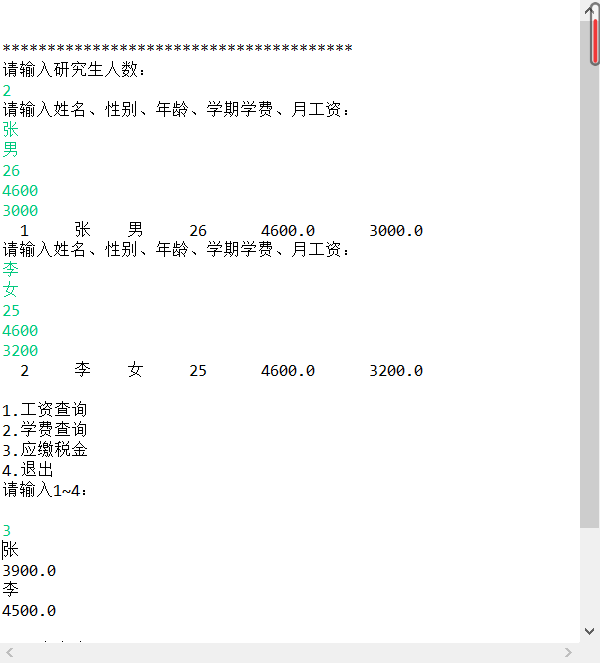 ***************************************
请输入研究生人数：
2
请输入姓名、性别、年龄、学期学费、月工资：
张
男
26
4600
3000
1 张 男 26 4600.0 3000.0
请输入姓名、性别、年龄、学期学费、月工资：
李
女
25
4600
3200
2 李 女 25 4600.0 3200.0
1.工资查询
2.学费查询
3.应缴税金
4.退出
请输入1~4：
3
张
3900.0
李
4500.0